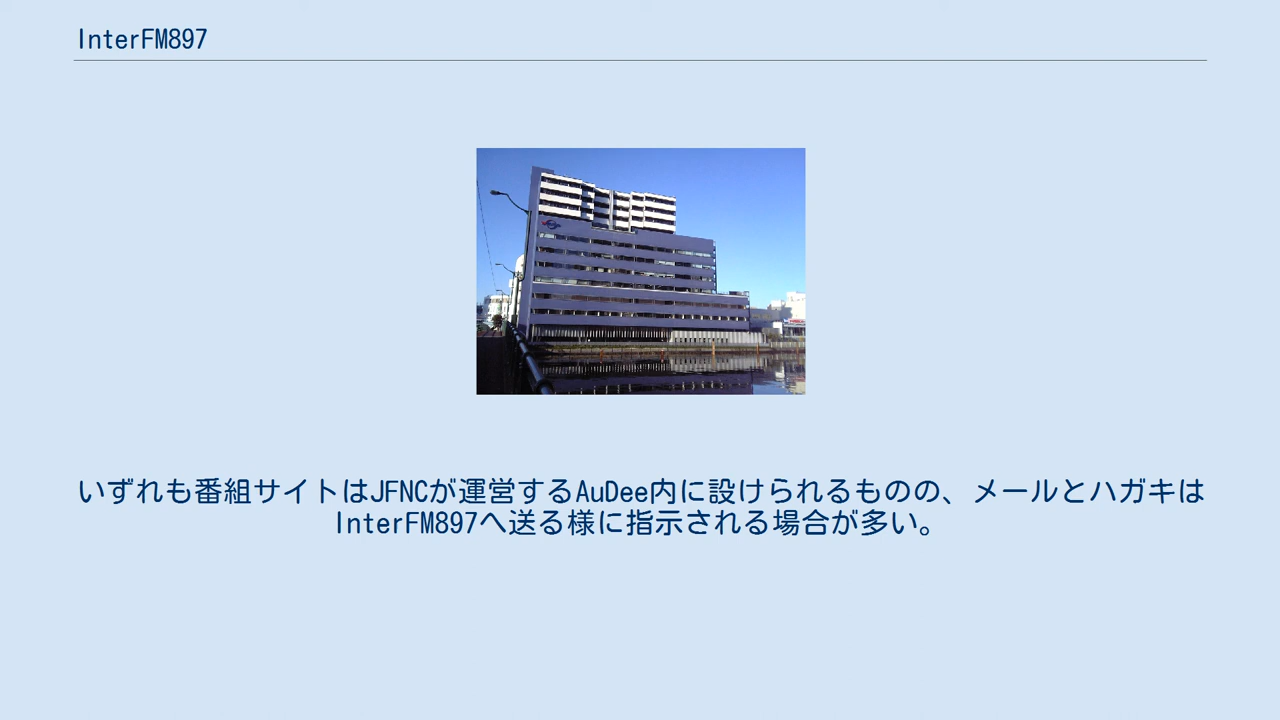 InterFM897
いずれも番組サイトはJFNCが運営するAuDee内に設けられるものの、メールとハガキは
InterFM897へ送る様に指示される場合が多い。